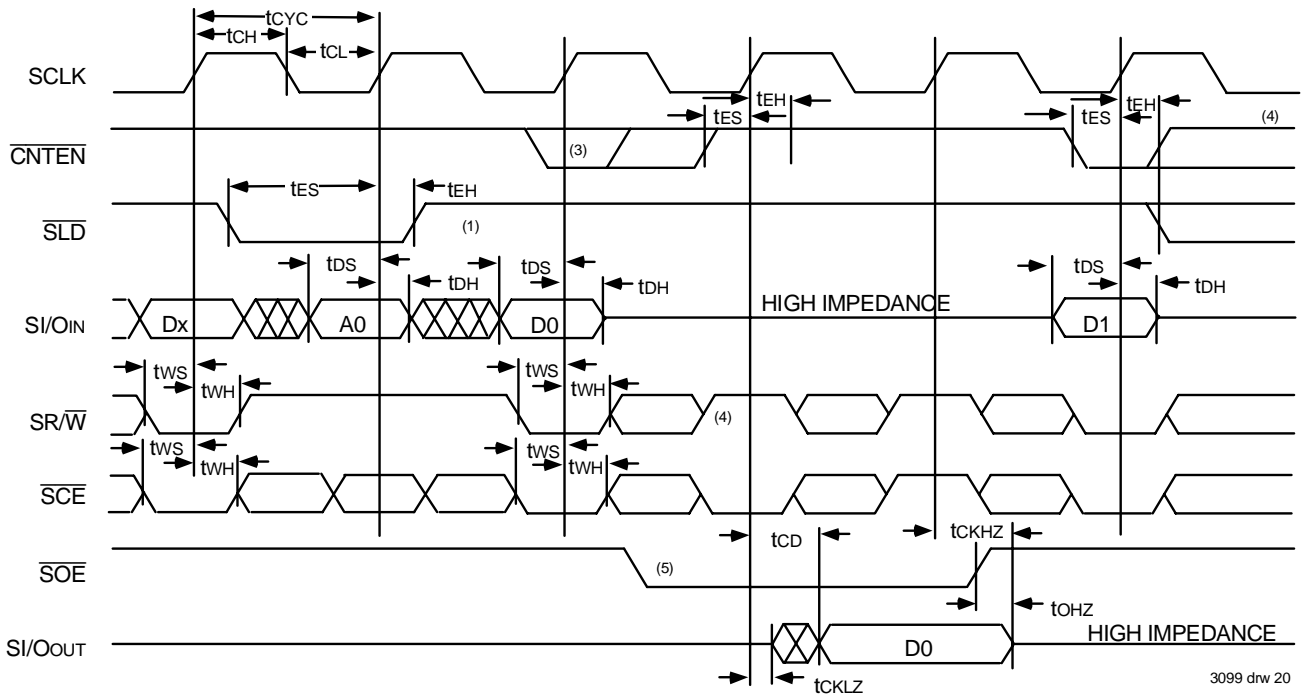 tCYC
tCH
tCL
SCLK
tEH
tES
tEH
tES
CNTEN
(3)
(4)
tES
tEH
SLD
(1)
tDS
tDH
tDS
tDH
tDS
tDH
HIGH IMPEDANCE
SI/OIN
Dx
A0
D0
D1
tWS
tWH
tWS
tWH
SR/W
(4)
tWS
tWH
tWS
tWH
SCE
tCD
tCKHZ
SOE
(5)
tOHZ
SI/OOUT
D0
HIGH IMPEDANCE
tCKLZ
3099 drw 20